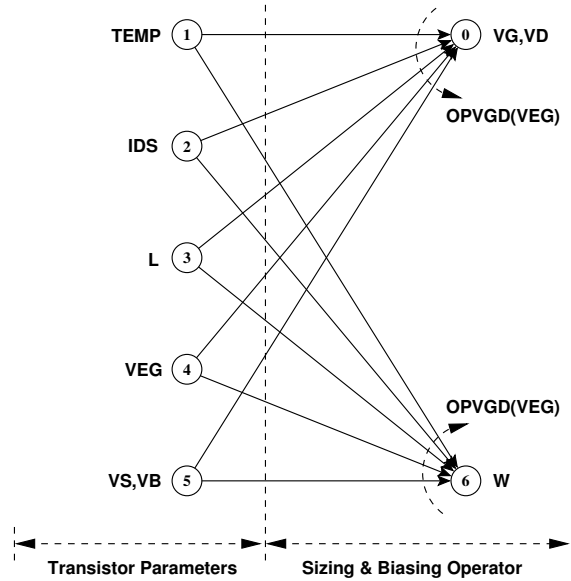 TEMP 1 0 VG,VD
OPVGD(VEG)
IDS 2
L 3
VEG 4
OPVGD(VEG)
VS,VB 5 6 W
Transistor Parameters Sizing & Biasing Operator